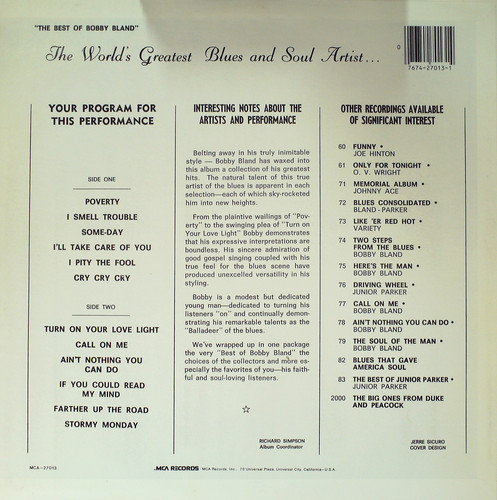 "THE BEST OF BOBBY BLAND"
The World's Greatest Blues and Soul Artist...
0
7674-27013-1
YOUR PROGRAM FOR
THIS PERFORMANCE
SIDE ONE
POVERTY
I SMELL TROUBLE
SOME-DAY
I'LL TAKE CARE OF YOU
I PITY THE FOOL
CRY CRY CRY
SIDE TWO
TURN ON YOUR LOVE LIGHT
CALL ON ME
AIN'T NOTHING YOU
CAN DO
IF YOU COULD READ
MY MIND
FARTHER UP THE ROAD
STORMY MONDAY
INTERESTING NOTES ABOUT THE
ARTISTS AND PERFORMANCE
Belting away in his truly inimitable
style — Bobby Bland has waxed into
this album a collection of his greatest
hits. The natural talent of this true
artist of the blues is apparent in each
selection—each of which sky-rocketed
him into new heights.
From the plaintive wailings of "Pov-
erty" to the swinging plea of "Turn on
Your Love Light" Bobby demonstrates
that his expressive interpretations are
boundless. His sincere admiration of
good gospel singing coupled with his
true feel for the blues scene have
produced unexcelled versatility in his
styling.
Bobby is a modest but dedicated
young man—dedicated to turning his
listeners "on" and continually demon-
strating his remarkable talents as the
"Balladeer" of the blues.
We've wrapped up in one package
the very "Best of Bobby Bland" the
choices of the collectors and more es-
pecially the favorites of you—his faith-
ful and soul-loving listeners.
RICHARD SIMPSON
Album Coordinator
OTHER RECORDINGS AVAILABLE
OF SIGNIFICANT INTEREST
60 FUNNY •
JOE HINTON
61 ONLY FOR TONIGHT •
O. V. WRIGHT
71 MEMORIAL ALBUM •
JOHNNY ACE
72 BLUES CONSOLIDATED •
BLAND - PARKER
73 LIKE 'ER RED HOT •
VARIETY
74 TWO STEPS
FROM THE BLUES •
BOBBY BLAND
75 HERE'S THE MAN •
BOBBY BLAND
76 DRIVING WHEEL •
JUNIOR PARKER
77 CALL ON ME •
BOBBY BLAND
78 AIN'T NOTHING YOU CAN DO •
BOBBY BLAND
79 THE SOUL OF THE MAN •
BOBBY BLAND
82 BLUES THAT GAVE
AMERICA SOUL
83 THE BEST OF JUNIOR PARKER •
JUNIOR PARKER
2000 THE BIG ONES FROM DUKE
AND PEACOCK
JERRE SICURO
COVER DESIGN
MCA-27013
MCA RECORDS MCA Records, Inc., 70 Universal Plaza, Universal City, California-U.S.A.